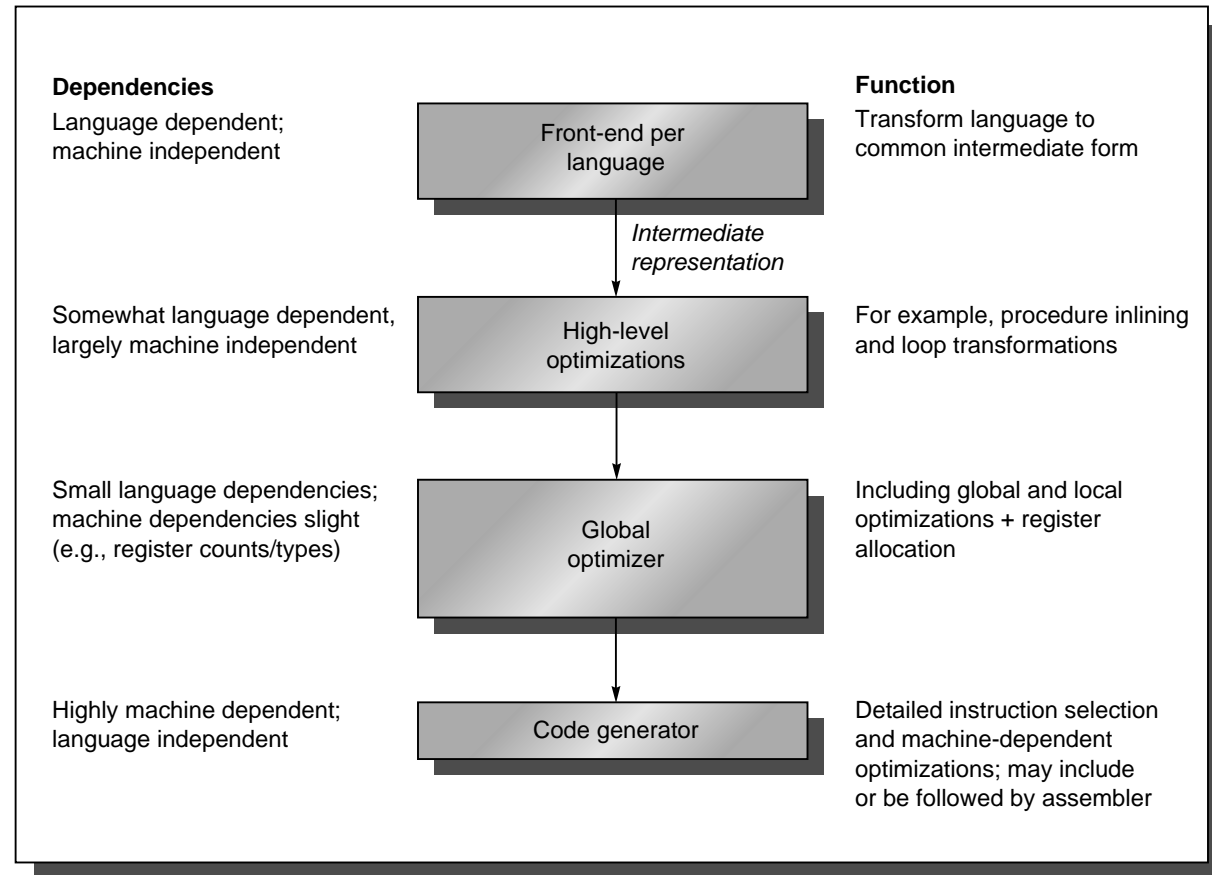 Dependencies
Language dependent;
machine independent
Front-end per
language
Function
Transform language to
common intermediate form
Intermediate
representation
Somewhat language dependent,
largely machine independent
High-level
optimizations
For example, procedure inlining
and loop transformations
Small language dependencies;
machine dependencies slight
(e.g., register counts/types)
Global
optimizer
Including global and local
optimizations + register
allocation
Highly machine dependent;
language independent
Code generator
Detailed instruction selection
and machine-dependent
optimizations; may include
or be followed by assembler